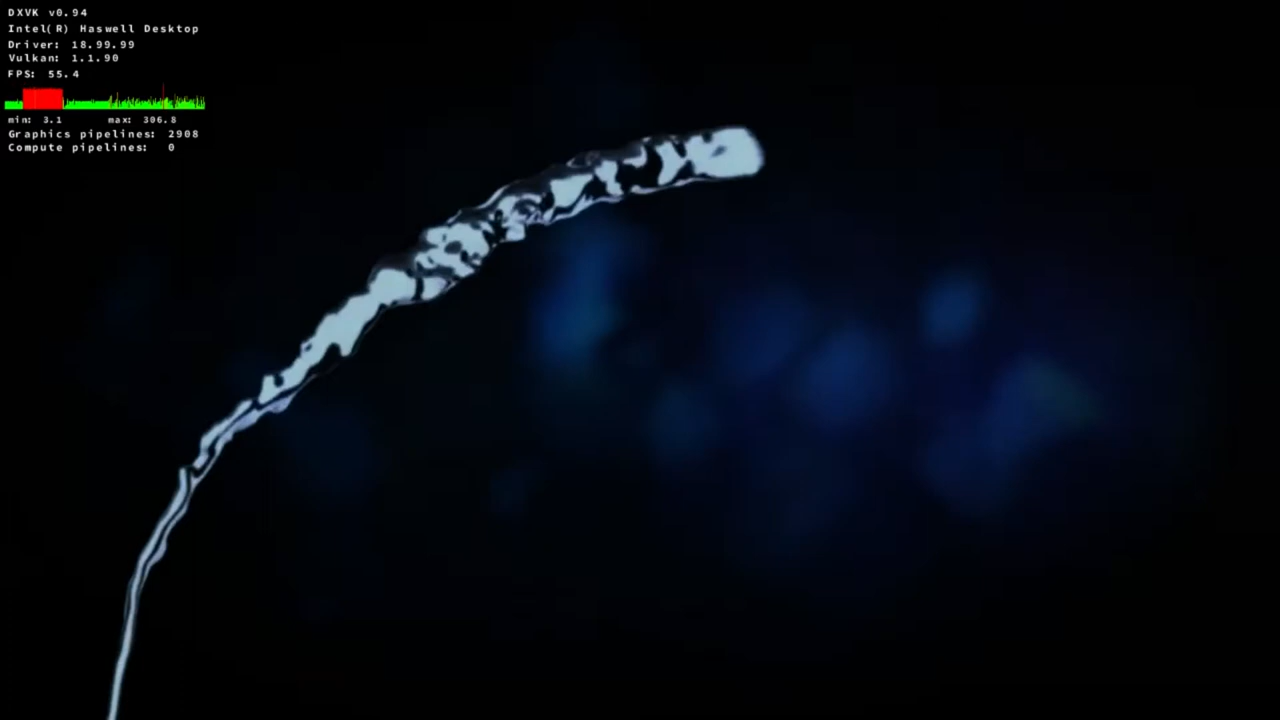 DXVK v0.94
Intel(R) Haswell Desktop
Driver: 18.99.99
Vulkan: 1.1.90
FPS: 55.4
min: 3.1 max: 306.8
Graphics pipelines: 2908
Compute pipelines: 0